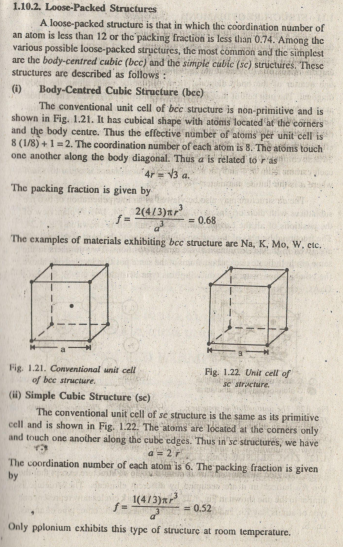 1.10.2. Loose-Packed Structures
A loose-packed structure is that in which the coordination number of
an atom is less than 12 or the packing fraction is less than 0.74. Among the
various possible loose-packed structures, the most common and the simplest
are the body-centred cubic (bcc) and the simple cubic (sc) structures. These
structures are described as follows :
(i) Body-Centred Cubic Structure (bcc)
The conventional unit cell of bcc structure is non-primitive and is
shown in Fig. 1.21. It has cubical shape with atoms located at the corners
and the body centre. Thus the effective number of atoms per unit cell is
8 (1/8) + 1 = 2. The coordination number of each atom is 8. The atoms touch
one another along the body diagonal. Thus a is related to r as
4r = √3 a.
The packing fraction is given by
f = 2(4/3)πr³ / a³ = 0.68
The examples of materials exhibiting bcc structure are Na, K, Mo, W, etc.
a
a
Fig. 1.21. Conventional unit cell
of bcc structure.
Fig. 1.22. Unit cell of
sc structure.
(ii) Simple Cubic Structure (sc)
The conventional unit cell of sc structure is the same as its primitive
cell and is shown in Fig. 1.22. The atoms are located at the corners only
and touch one another along the cube edges. Thus in sc structures, we have
a = 2 r
The coordination number of each atom is 6. The packing fraction is given
by
f = 1(4/3)πr³ / a³ = 0.52
Only polonium exhibits this type of structure at room temperature.